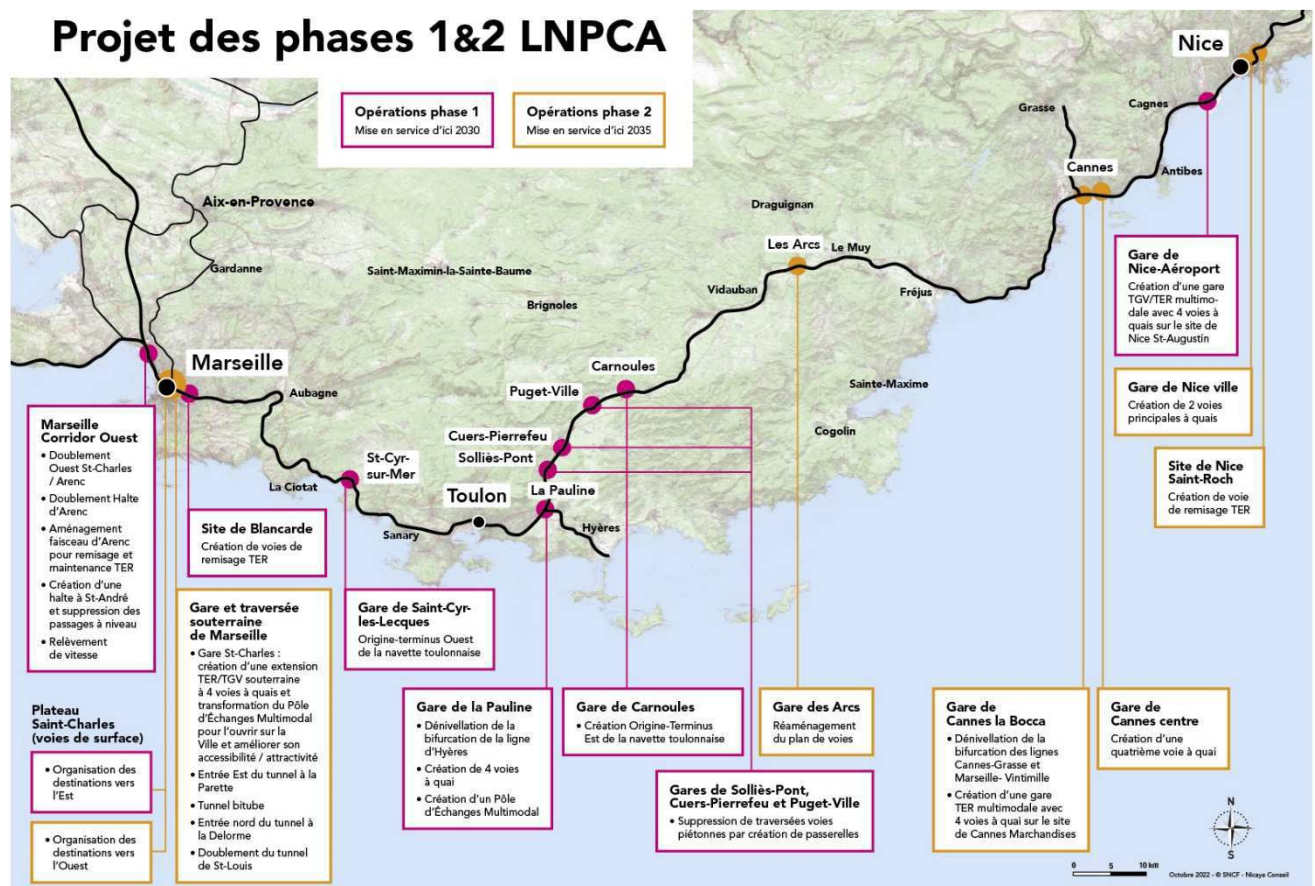 Projet des phases 1&2 LNPCA
Opérations phase 1
Mise en service d'ici 2030
Opérations phase 2
Mise en service d'ici 2035
Nice
Grasse
Cagnes
Cannes
Antibes
Aix-en-Provence
Draguignan
Les Arcs
Le Muy
Gardanne
Saint-Maximin-la-Sainte-Baume
Vidauban
Fréjus
Brignoles
Marseille
Aubagne
Carnoules
Puget-Ville
Sainte-Maxime
Cuers-Pierrefeu
Cogolin
Solliès-Pont
St-Cyr-
sur-Mer
La Ciotat
Toulon
La Pauline
Sanary
Hyères
Gare de
Nice-Aéroport
Création d'une gare
TGV/TER multimo-
dale avec 4 voies à
quais sur le site de
Nice St-Augustin
Gare de Nice ville
Création de 2 voies
principales à quais
Site de Nice
Saint-Roch
Création de voie
de remisage TER
Marseille
Corridor Ouest
• Doublement
Ouest St-Charles
/ Arenc
• Doublement Halte
d'Arenc
• Aménagement
faisceau d'Arenc
pour remisage et
maintenance TER
• Création d'une
halte à St-André
et suppression des
passages à niveau
• Relèvement
de vitesse
Site de Blancarde
Création de voies de
remisage TER
Plateau
Saint-Charles
(voies de surface)
• Organisation des
destinations vers
l'Est
• Organisation des
destinations vers
l'Ouest
Gare et traversée
souterraine
de Marseille
• Gare St-Charles :
création d'une extension
TER/TGV souterraine
à 4 voies à quais et
transformation du Pôle
d'Échanges Multimodal
pour l'ouvrir sur la
Ville et améliorer son
accessibilité / attractivité
• Entrée Est du tunnel à la
Parette
• Tunnel bitube
• Entrée nord du tunnel à
la Delorme
• Doublement du tunnel
de St-Louis
Gare de Saint-Cyr-
les-Lecques
Origine-terminus Ouest
de la navette toulonnaise
Gare de la Pauline
• Dénivellation de la
bifurcation de la ligne
d'Hyères
• Création de 4 voies
à quai
• Création d'un Pôle
d'Échanges Multimodal
Gare de Carnoules
• Création Origine-Terminus
Est de la navette toulonnaise
Gares de Solliès-Pont,
Cuers-Pierrefeu et Puget-Ville
• Suppression de traversées voies
piétonnes par création de passerelles
Gare des Arcs
Réaménagement
du plan de voies
Gare de
Cannes la Bocca
• Dénivellation de la
bifurcation des lignes
Cannes-Grasse et
Marseille- Vintimille
• Création d'une gare
TER multimodale avec
4 voies à quai sur le site
de Cannes Marchandises
Gare de
Cannes centre
Création d'une
quatrième voie à quai
N
S
0 5 10 km
Octobre 2022 - © SNCF - Nicaya Conseil